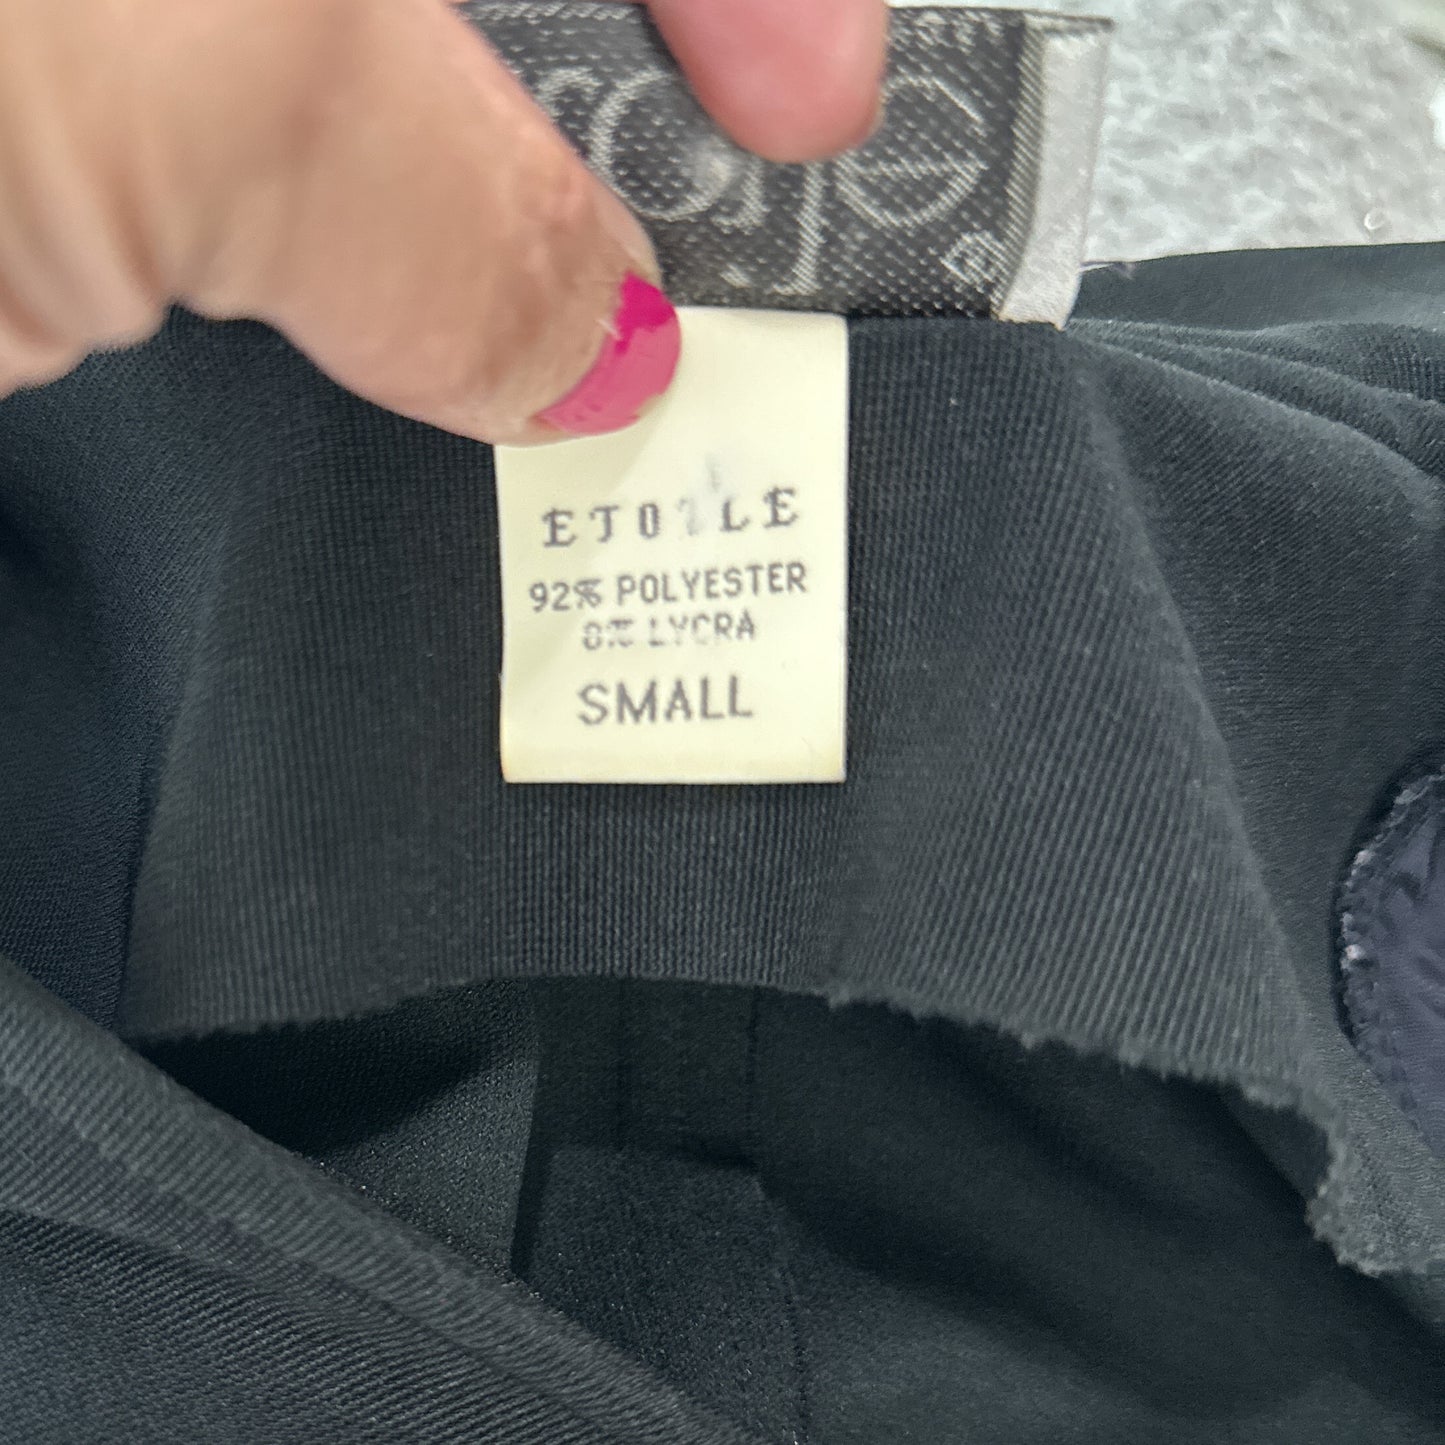 ETOILE
92% POLYESTER
8% LYCRA
SMALL